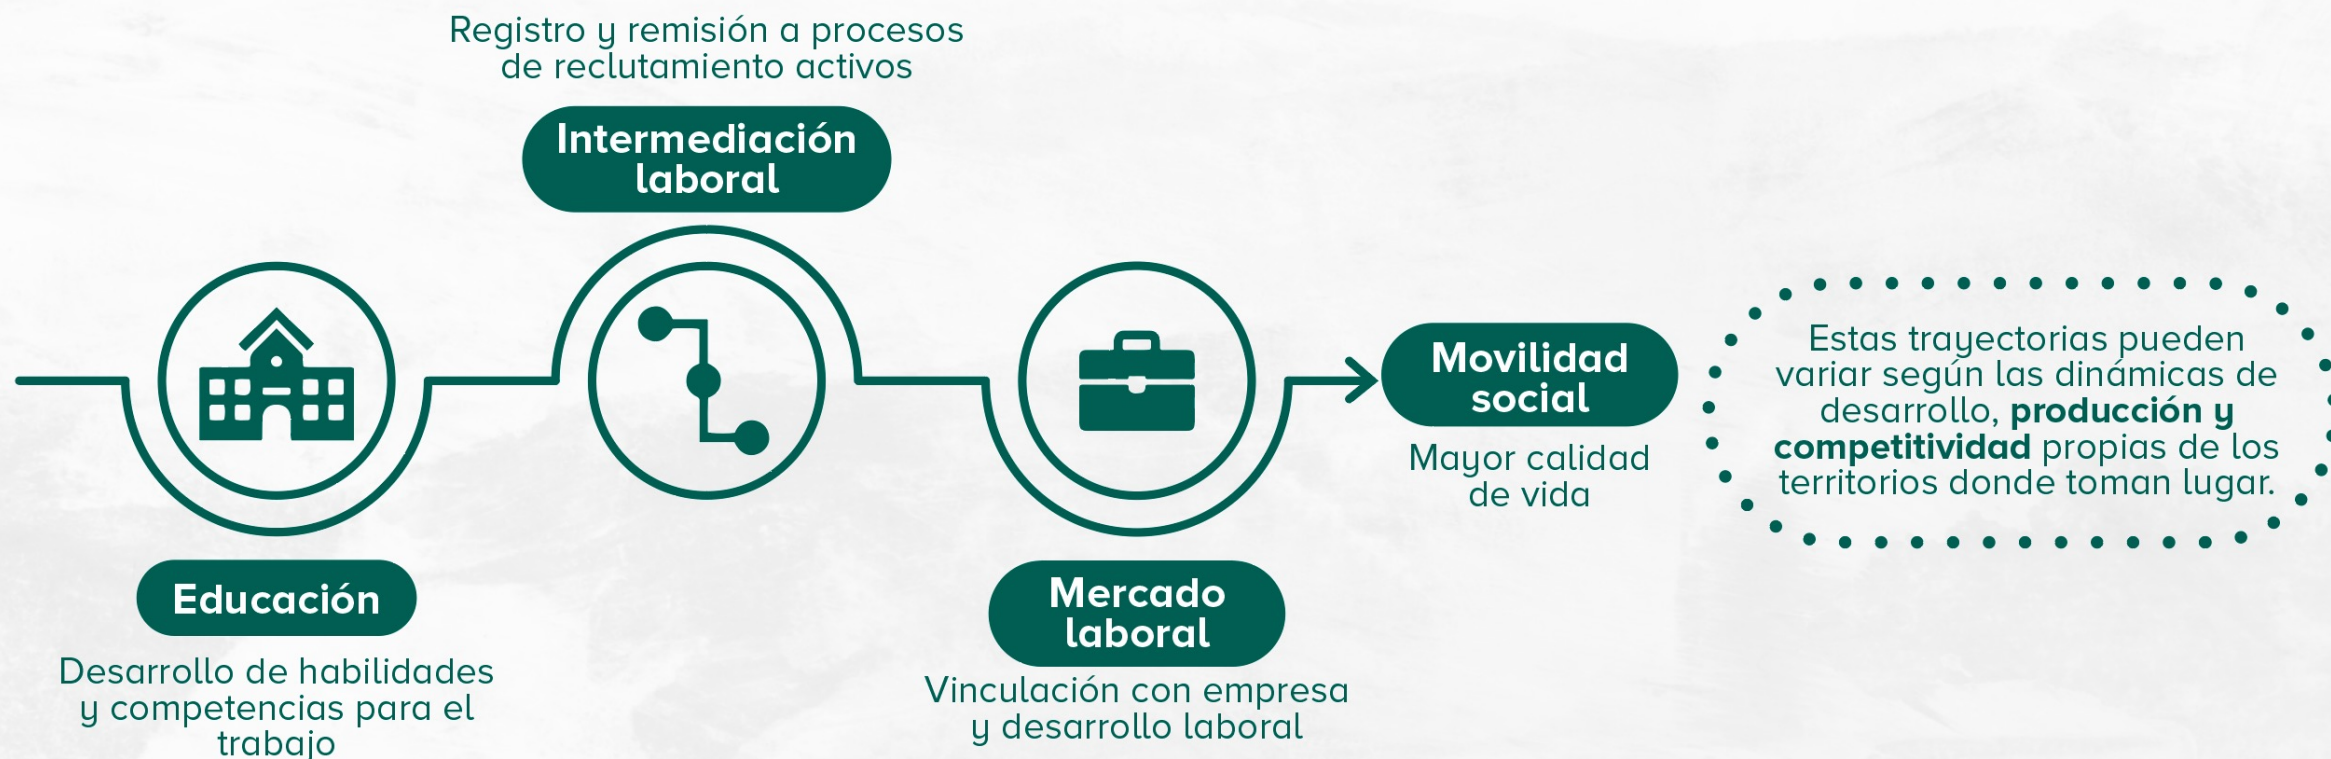 Registro y remisión a procesos
de reclutamiento activos
Intermediación
laboral
Educación
Desarrollo de habilidades
y competencias para el
trabajo
Mercado
laboral
Vinculación con empresa
y desarrollo laboral
Movilidad
social
Mayor calidad
de vida
Estas trayectorias pueden
variar según las dinámicas de
desarrollo, producción y
competitividad propias de los
territorios donde toman lugar.